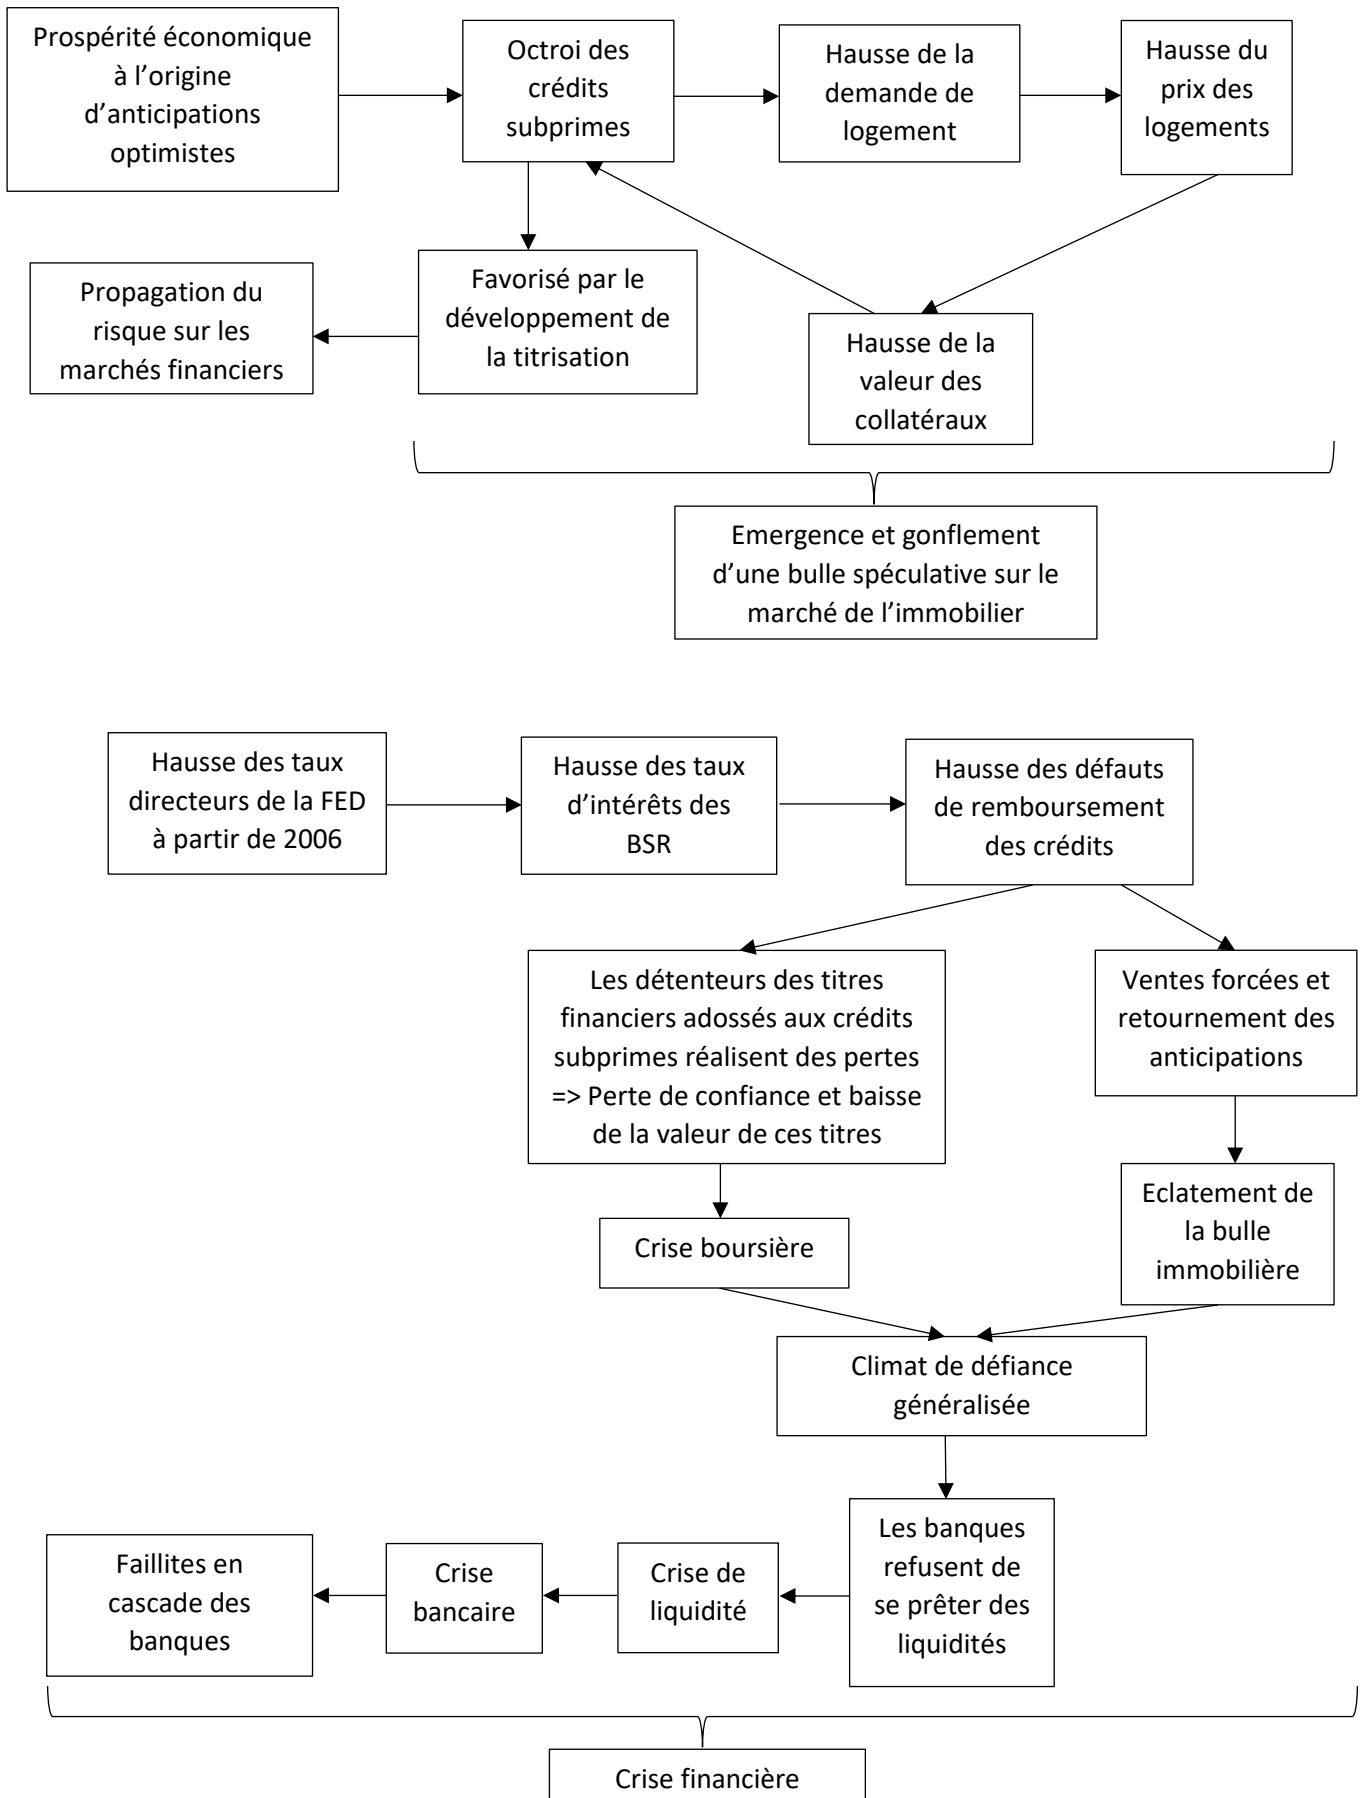 Prospérité économique
à l’origine
d’anticipations
optimistes
Octroi des
crédits
subprimes
Hausse de la
demande de
logement
Hausse du
prix des
logements
Propagation du
risque sur les
marchés financiers
Favorisé par le
développement de
la titrisation
Hausse de la
valeur des
collatéraux
Emergence et gonflement
d’une bulle spéculative sur le
marché de l’immobilier
Hausse des taux
directeurs de la FED
à partir de 2006
Hausse des taux
d’intérêts des
BSR
Hausse des défauts
de remboursement
des crédits
Les détenteurs des titres
financiers adossés aux crédits
subprimes réalisent des pertes
=> Perte de confiance et baisse
de la valeur de ces titres
Ventes forcées et
retournement des
anticipations
Crise boursière
Eclatement de
la bulle
immobilière
Climat de défiance
généralisée
Les banques
refusent de
se prêter des
liquidités
Crise de
liquidité
Crise
bancaire
Faillites en
cascade des
banques
Crise financière